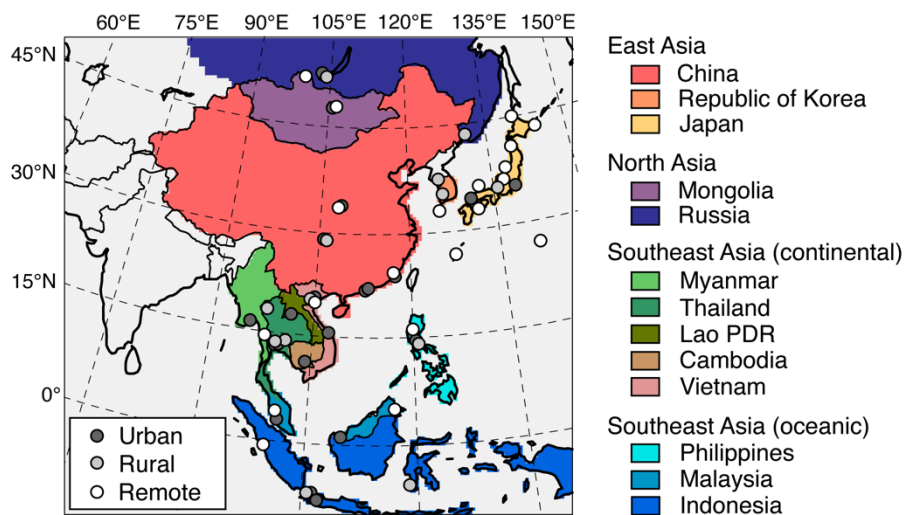 60°E 75°E 90°E 105°E 120°E 135°E 150°E
45°N
30°N
15°N
0°
Urban
Rural
Remote
East Asia
China
Republic of Korea
Japan
North Asia
Mongolia
Russia
Southeast Asia (continental)
Myanmar
Thailand
Lao PDR
Cambodia
Vietnam
Southeast Asia (oceanic)
Philippines
Malaysia
Indonesia